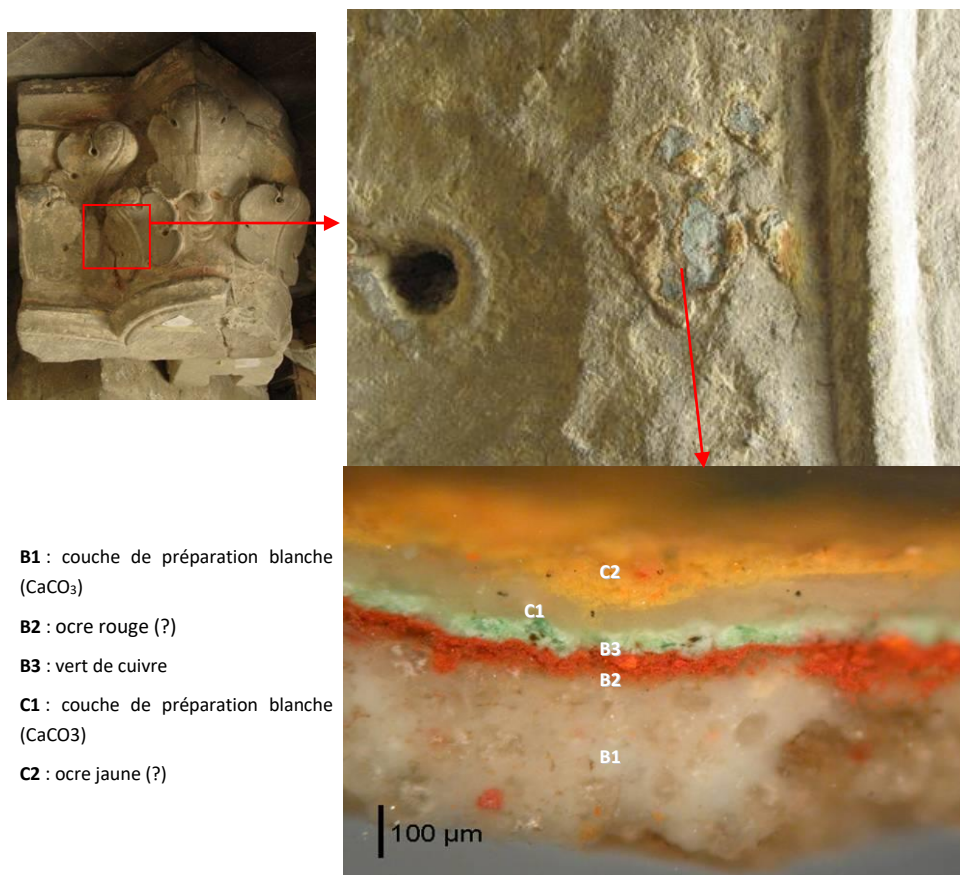 B1 : couche de préparation blanche
(CaCO₃)
B2 : ocre rouge (?)
B3 : vert de cuivre
C1 : couche de préparation blanche
(CaCO3)
C2 : ocre jaune (?)
C2
C1
B3
B2
B1
100 µm